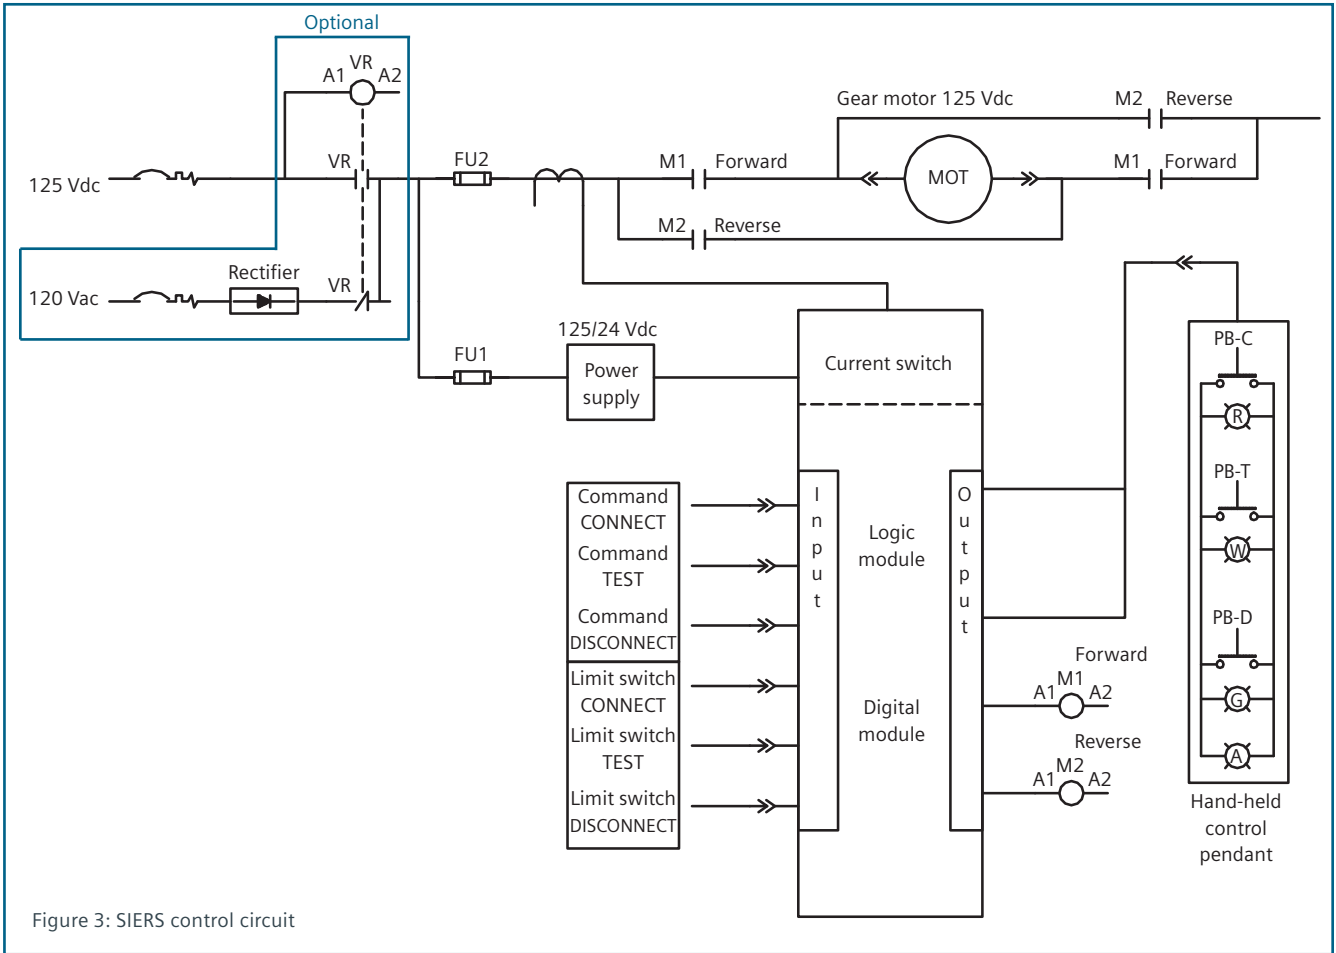 Optional
VR
A1 A2
Gear motor 125 Vdc
M2 Reverse
125 Vdc
VR
FU2
M1 Forward
MOT
M1 Forward
M2 Reverse
Rectifier
120 Vac
VR
125/24 Vdc
FU1
Power
supply
Current switch
PB-C
R
PB-T
W
PB-D
G
A
Hand-held
control
pendant
Command
CONNECT
Command
TEST
Command
DISCONNECT
Limit switch
CONNECT
Limit switch
TEST
Limit switch
DISCONNECT
Input
Logic
module
Digital
module
Output
Forward
M1
A1 A2
Reverse
M2
A1 A2
Figure 3: SIERS control circuit